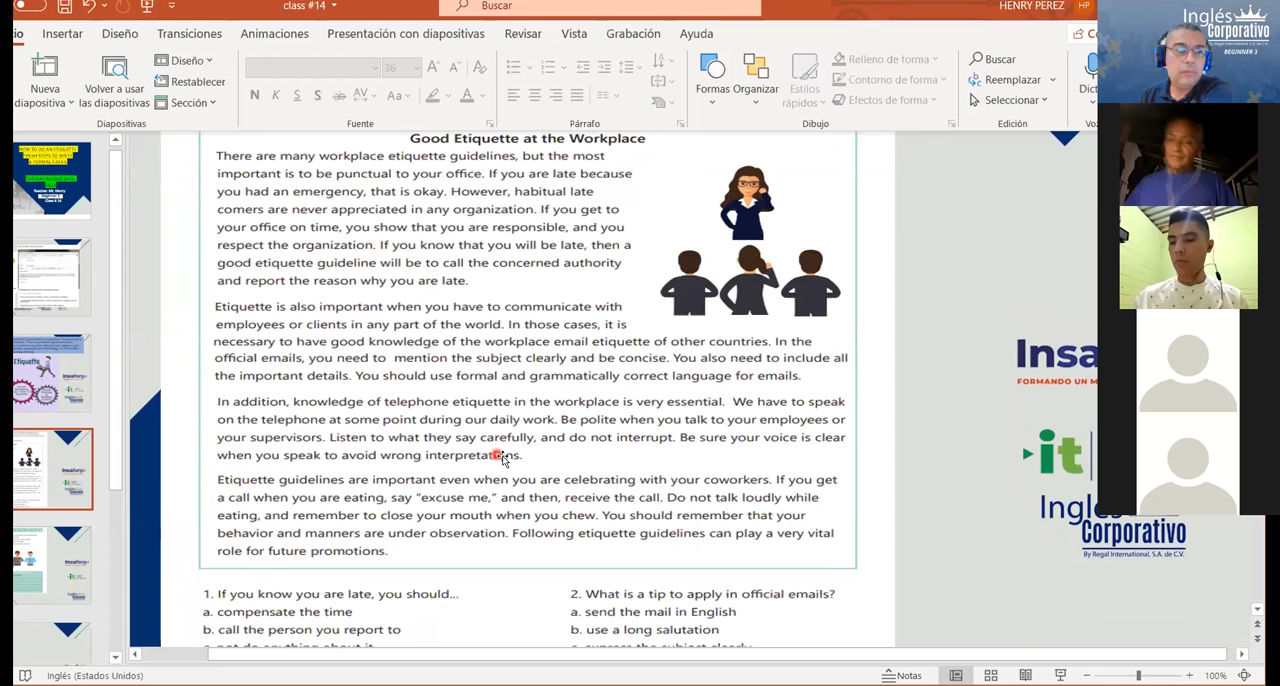 class #14
Buscar
HENRY PEREZ
HP
Insertar
Diseño
Transiciones
Animaciones
Presentación con diapositivas
Revisar
Vista
Grabación
Ayuda
Nueva
diapositiva
Volver a usar
las diapositivas
Diseño
Restablecer
Sección
Diapositivas
36
N K S S ab AV Aa A
Fuente
Párrafo
Formas
Organizar
Estilos
rápidos
Relleno de forma
Contorno de forma
Efectos de forma
Dibujo
Buscar
Reemplazar
Seleccionar
Edición
Inglés
Corporativo
By Regal International, S.A. de C.V.
BEGINNER 3
Good Etiquette at the Workplace
There are many workplace etiquette guidelines, but the most
important is to be punctual to your office. If you are late because
you had an emergency, that is okay. However, habitual late
comers are never appreciated in any organization. If you get to
your office on time, you show that you are responsible, and you
respect the organization. If you know that you will be late, then a
good etiquette guideline will be to call the concerned authority
and report the reason why you are late.
Etiquette is also important when you have to communicate with
employees or clients in any part of the world. In those cases, it is
necessary to have good knowledge of the workplace email etiquette of other countries. In the
official emails, you need to mention the subject clearly and be concise. You also need to include all
the important details. You should use formal and grammatically correct language for emails.
In addition, knowledge of telephone etiquette in the workplace is very essential. We have to speak
on the telephone at some point during our daily work. Be polite when you talk to your employees or
your supervisors. Listen to what they say carefully, and do not interrupt. Be sure your voice is clear
when you speak to avoid wrong interpretations.
Etiquette guidelines are important even when you are celebrating with your coworkers. If you get
a call when you are eating, say “excuse me,” and then, receive the call. Do not talk loudly while
eating, and remember to close your mouth when you chew. You should remember that your
behavior and manners are under observation. Following etiquette guidelines can play a very vital
role for future promotions.
1. If you know you are late, you should...
a. compensate the time
b. call the person you report to
2. What is a tip to apply in official emails?
a. send the mail in English
b. use a long salutation
c. express the subject clearly
Insa
FORMANDO UN M
it
Corporativo
By Regal International, S.A. de C.V.
Inglés (Estados Unidos)
Notas
100%